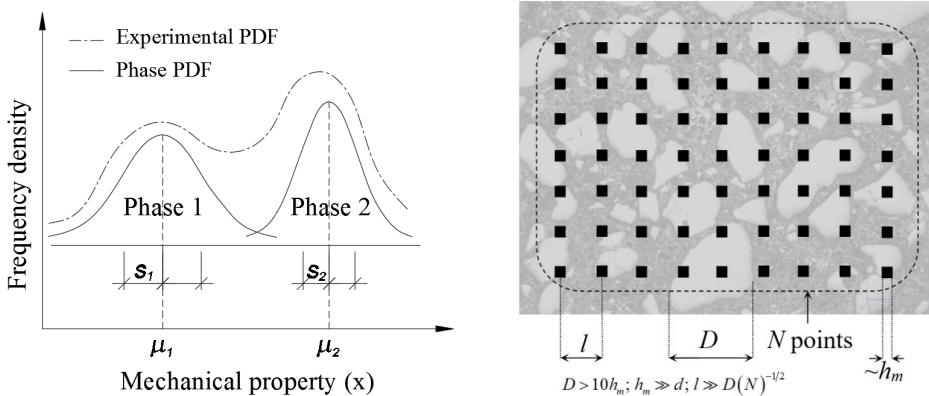 Experimental PDF
Phase PDF
Frequency density
Phase 1
Phase 2
s₁
s₂
μ₁
μ₂
Mechanical property (x)
l
D
N points
~hₘ
D > 10hₘ; hₘ ≫ d; l ≫ D(N)^{-1/2}